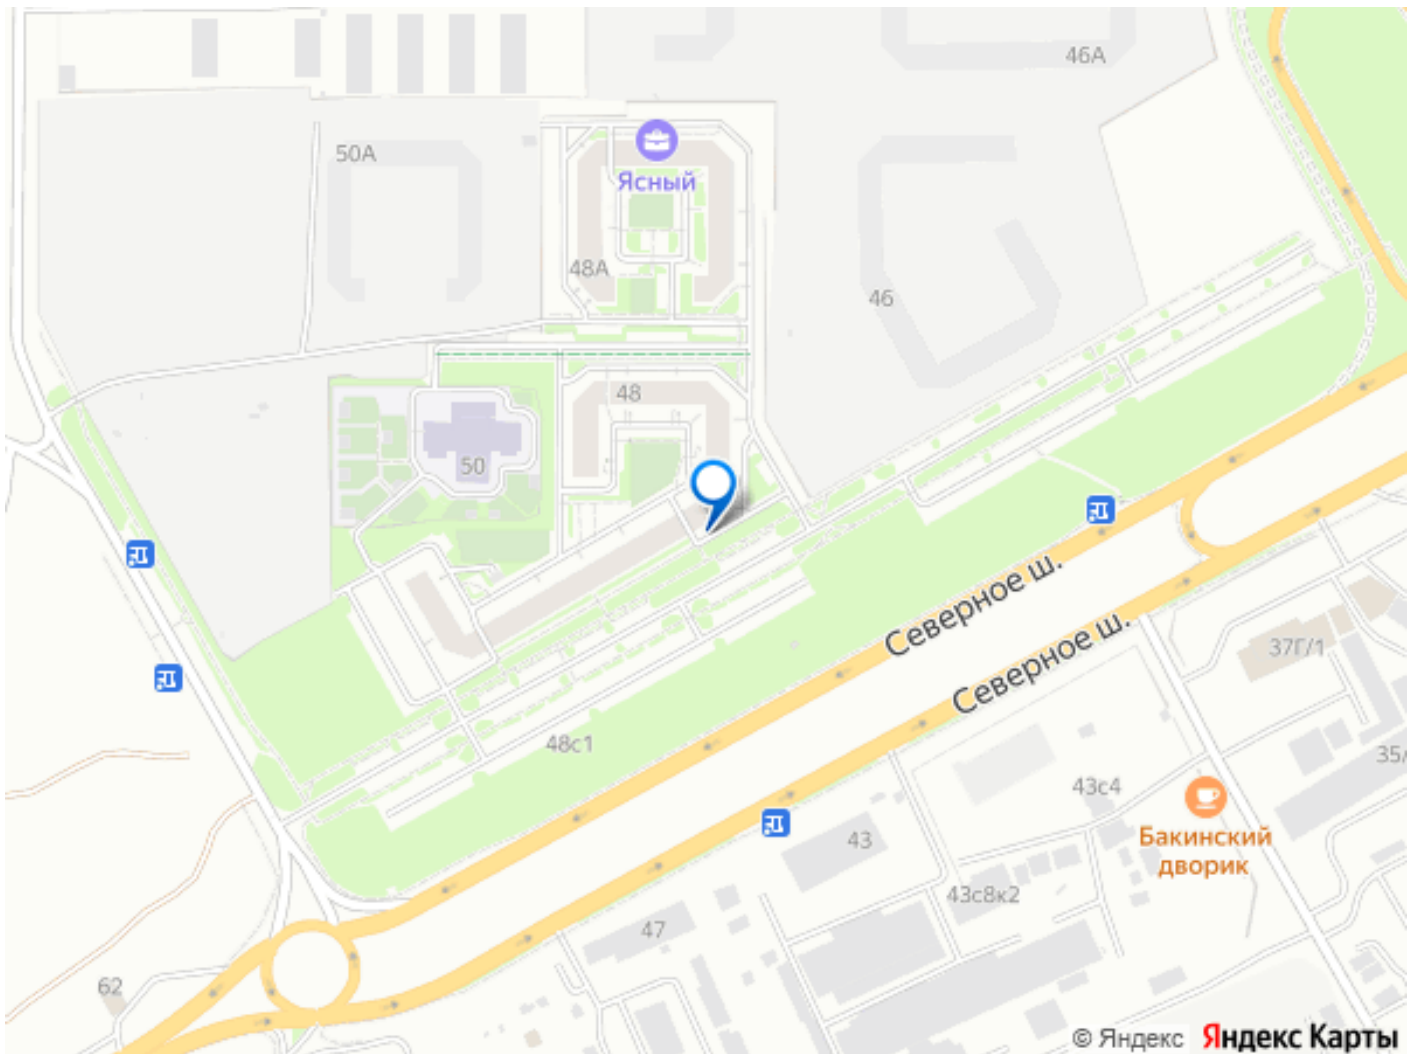 46А
50А
Ясный
48А
46
48
50
Северное ш.
Северное ш.
37Г/1
48с1
35/
43с4
Бакинский
дворик
43
43с8к2
47
62
© Яндекс Яндекс Карты